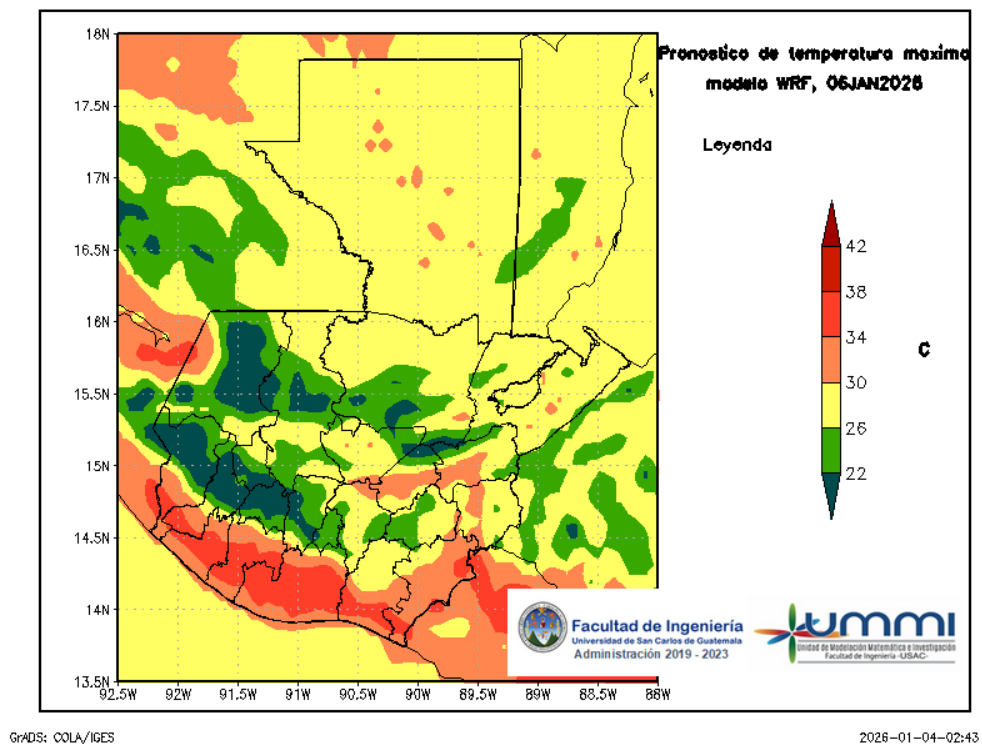 Pronostico de temperatura maxima
modelo WRF, 06JAN2026
Leyenda
42
38
34
30
26
22
C
18N
17.5N
17N
16.5N
16N
15.5N
15N
14.5N
14N
13.5N
92.5W
92W
91.5W
91W
90.5W
90W
89.5W
89W
88.5W
88W
Facultad de Ingeniería
Universidad de San Carlos de Guatemala
Administración 2019 - 2023
UMMI
Unidad de Modelación Matemática e Investigación
Facultad de Ingeniería -USAC-
GrADS: COLA/IGES
2026-01-04-02:43